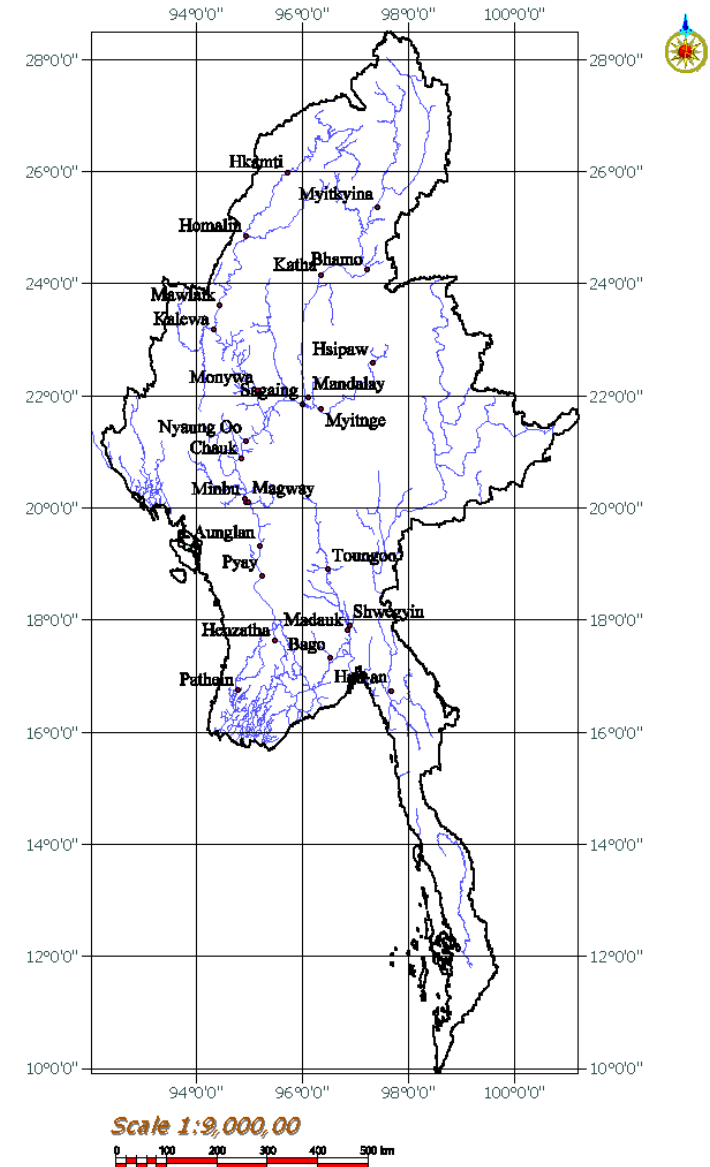 94°0'0" 96°0'0" 98°0'0" 100°0'0"
28°0'0" 28°0'0"
26°0'0" 26°0'0"
24°0'0" 24°0'0"
22°0'0" 22°0'0"
20°0'0" 20°0'0"
18°0'0" 18°0'0"
16°0'0" 16°0'0"
14°0'0" 14°0'0"
12°0'0" 12°0'0"
10°0'0" 10°0'0"
Hkamti
Myitkyina
Homalin
Katha
Bhamo
Mawlaik
Kalewa
Hsipaw
Monywa
Sagaing
Mandalay
Myitnge
Nyaung Oo
Chauk
Minbu
Magway
Aunglan
Pyay
Toungoo
Madauk
Shwegyin
Henzatha
Bago
Pathein
94°0'0" 96°0'0" 98°0'0" 100°0'0"
Scale 1:9,000,00
0 100 200 300 400 500 km